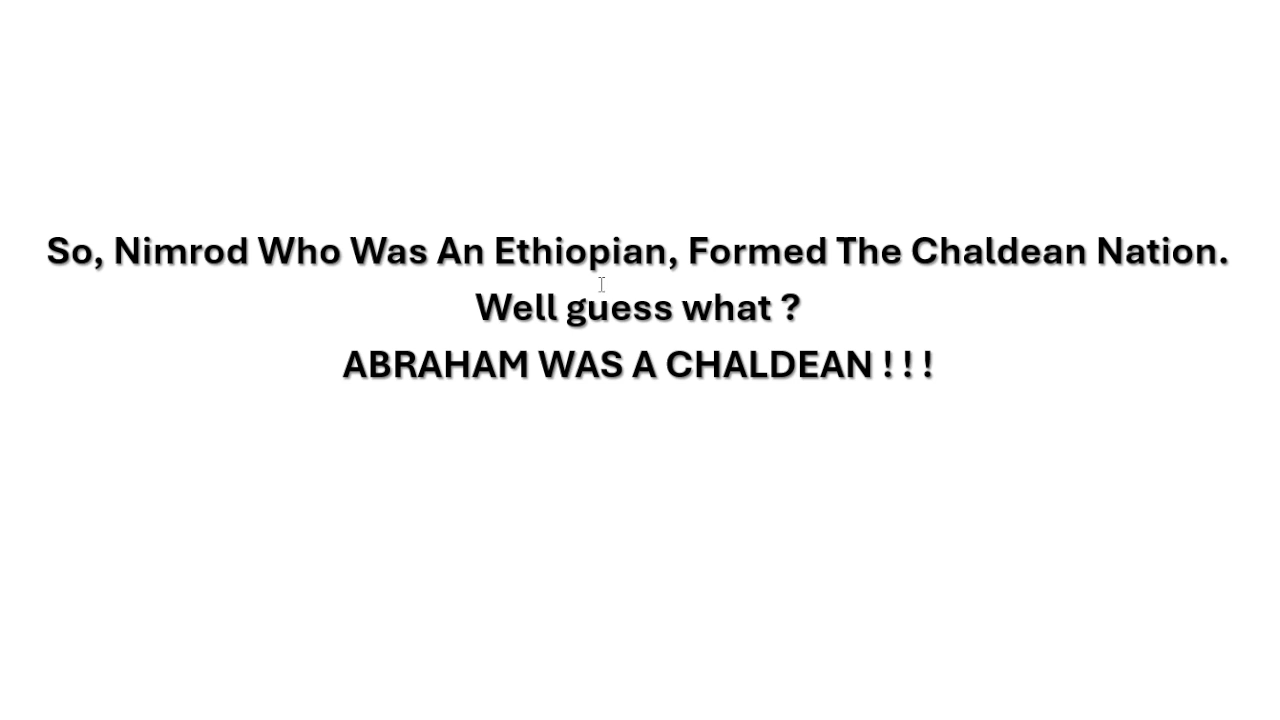 So, Nimrod Who Was An Ethiopian, Formed The Chaldean Nation.
Well guess what ?
ABRAHAM WAS A CHALDEAN ! ! !